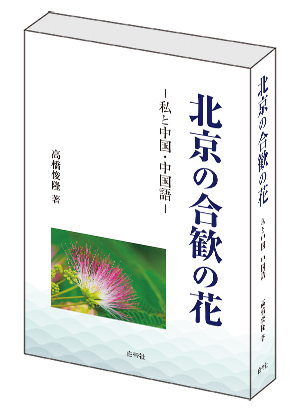 北京の合歓の花
－私と中国・中国語－
高橋俊隆 著
白帝社
北京の合歓の花
私と中国・中国語
高橋俊隆 著
白帝社